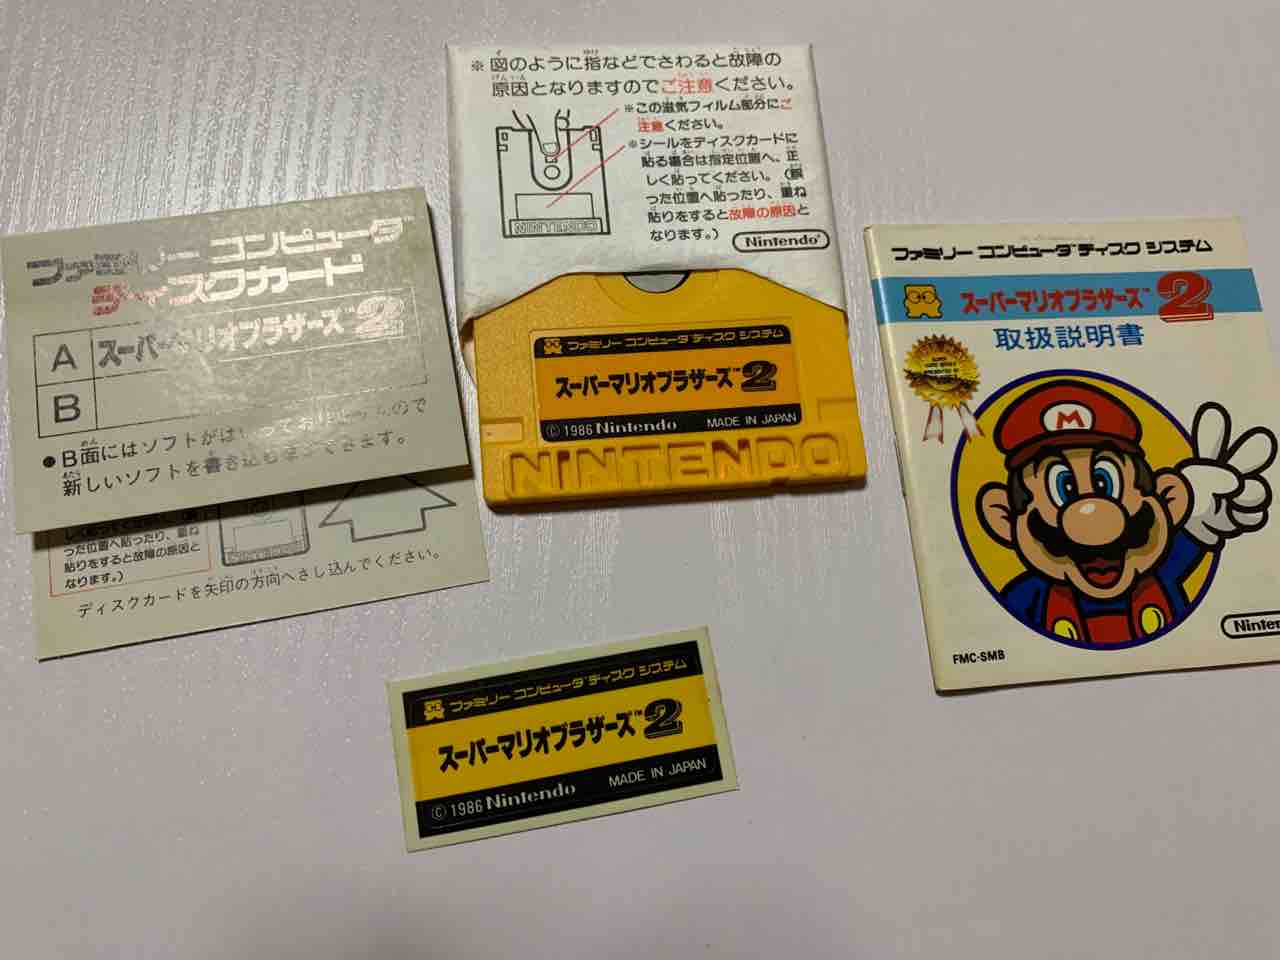 ファミリー コンピュータ™
ディスクカード
A スーパーマリオブラザーズ™2
B
●B面にはソフトがはいっておりませんので
新しいソフトを書き込む事ができます。
った位置へ貼ったり、重ね
貼りをすると故障の原因と
なります。)
ディスクカードを矢印の方向へさし込んでください。
※図のように指などでさわると故障の
原因となりますのでご注意ください。
※この磁気フィルム部分にご
注意ください。
※シールをディスクカードに
貼る場合は指定位置へ、正
しく貼ってください。(誤
った位置へ貼ったり、重ね
貼りをすると故障の原因と
なります。)
NINTENDO
Nintendo®
ファミリー コンピュータ ディスク システム
スーパーマリオブラザーズ™2
©1986 Nintendo MADE IN JAPAN
NINTENDO
ファミリー コンピュータ™ ディスク システム
スーパーマリオブラザーズ™2
取扱説明書
M
FMC-SMB
ファミリー コンピュータ ディスク システム
スーパーマリオブラザーズ™2
©1986 Nintendo MADE IN JAPAN